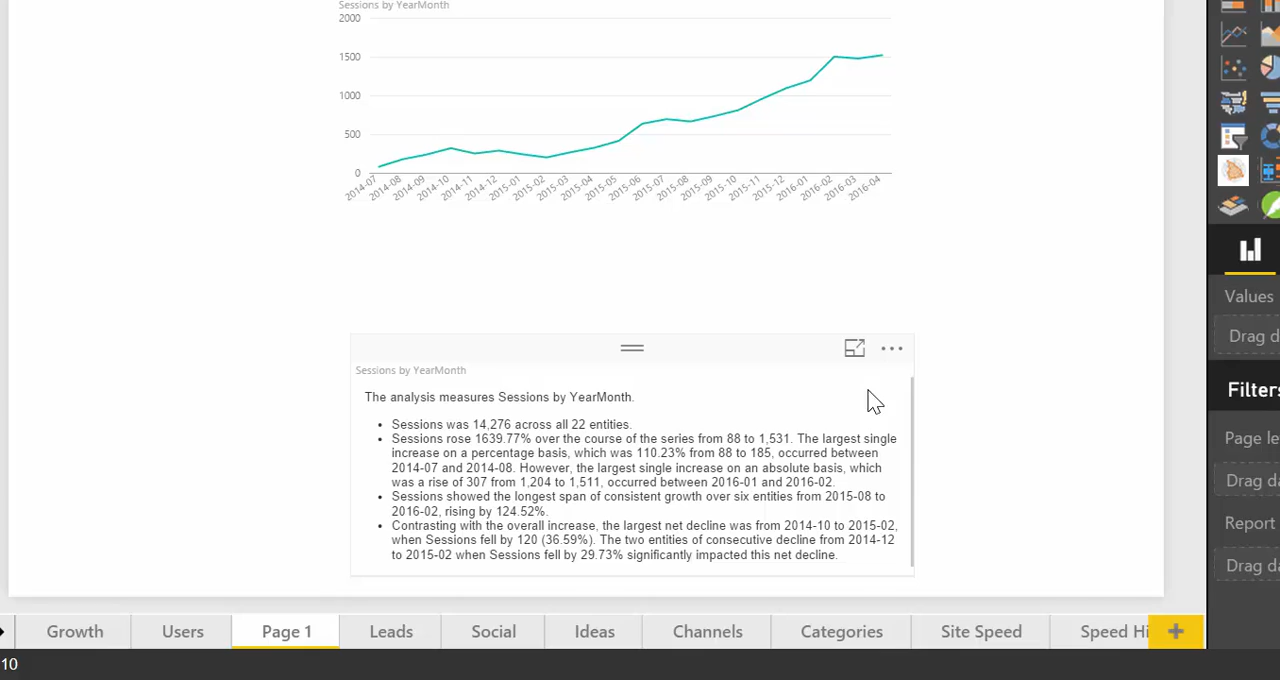 Sessions by YearMonth
2000
1500
1000
500
0
2014-07 2014-08 2014-09 2014-10 2014-11 2014-12 2015-01 2015-02 2015-03 2015-04 2015-05 2015-06 2015-07 2015-08 2015-09 2015-10 2015-11 2015-12 2016-01 2016-02 2016-03 2016-04
Sessions by YearMonth
The analysis measures Sessions by YearMonth.
• Sessions was 14,276 across all 22 entities.
• Sessions rose 1639.77% over the course of the series from 88 to 1,531. The largest single
increase on a percentage basis, which was 110.23% from 88 to 185, occurred between
2014-07 and 2014-08. However, the largest single increase on an absolute basis, which
was a rise of 307 from 1,204 to 1,511, occurred between 2016-01 and 2016-02.
• Sessions showed the longest span of consistent growth over six entities from 2015-08 to
2016-02, rising by 124.52%.
• Contrasting with the overall increase, the largest net decline was from 2014-10 to 2015-02,
when Sessions fell by 120 (36.59%). The two entities of consecutive decline from 2014-12
to 2015-02 when Sessions fell by 29.73% significantly impacted this net decline.
Values
Drag d
Filters
Page le
Drag da
Report
Drag da
Growth Users Page 1 Leads Social Ideas Channels Categories Site Speed Speed Hi +
10